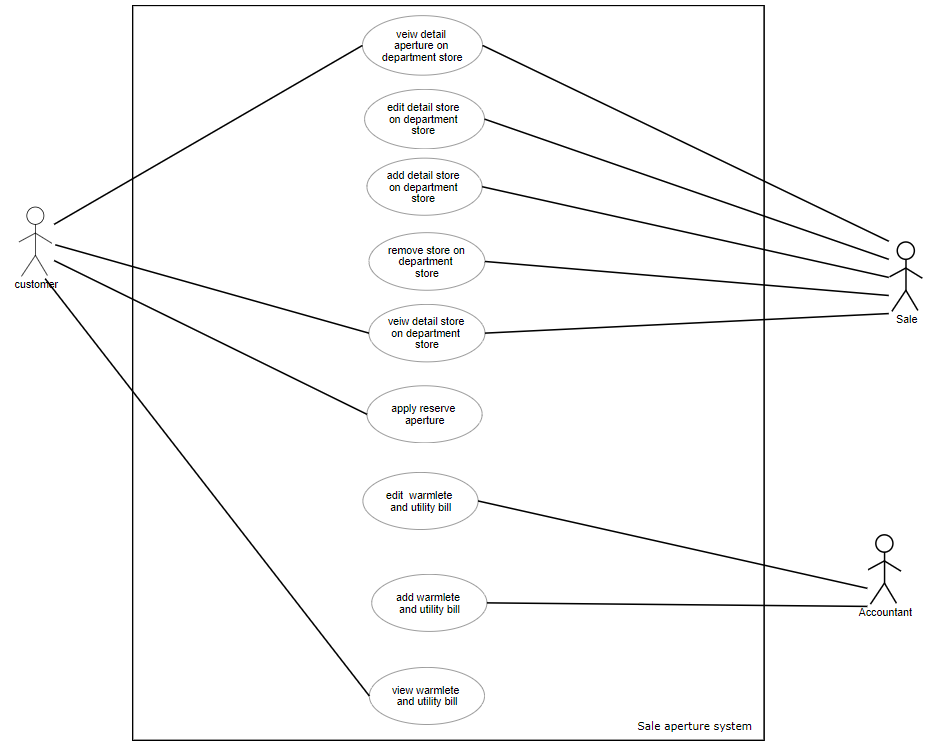 veiw detail
aperture on
department store
edit detail store
on department
store
add detail store
on department
store
remove store on
department
store
customer
Sale
veiw detail store
on department
store
apply reserve
aperture
edit  warmlete
and utility bill
add warmlete
and utility bill
Accountant
view warmlete
and utility bill
Sale aperture system